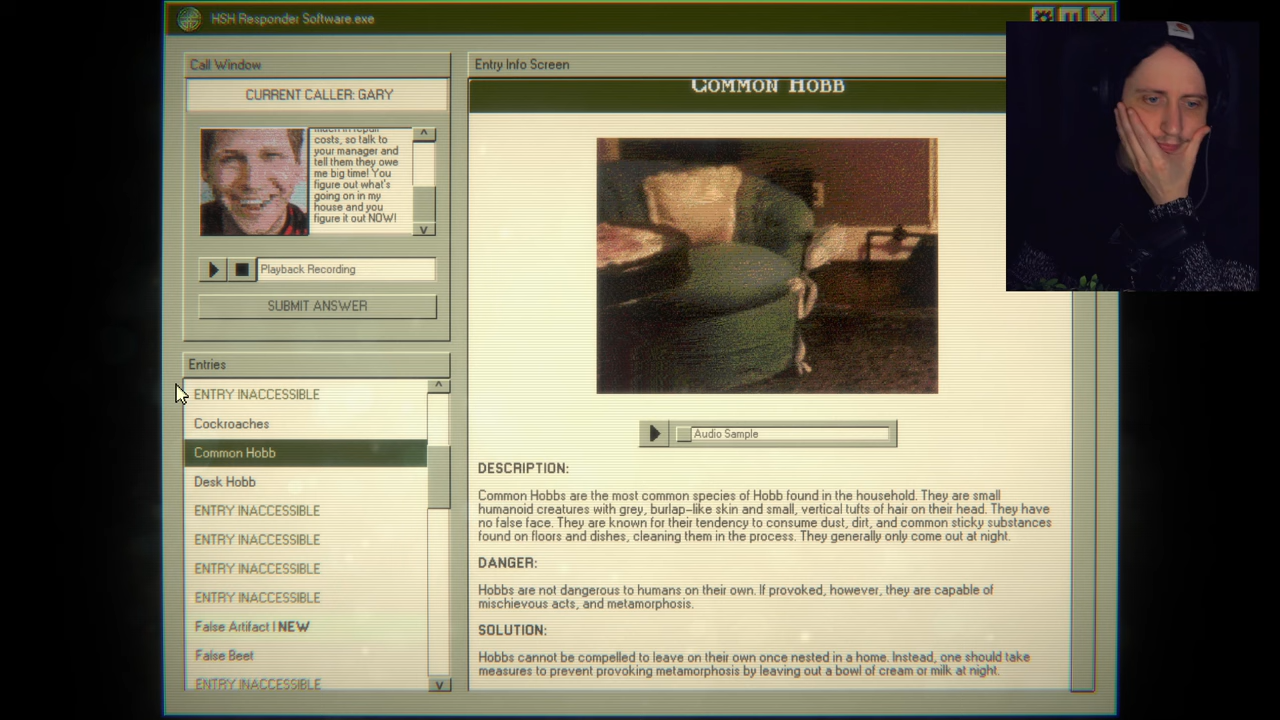 HSH Responder Software.exe
Call Window
CURRENT CALLER: GARY
much in repair
costs, so talk to
your manager and
tell them they owe
me big time! You
figure out what's
going on in my
house and you
figure it out NOW!
Playback Recording
SUBMIT ANSWER
Entries
ENTRY INACCESSIBLE
Cockroaches
Common Hobb
Desk Hobb
ENTRY INACCESSIBLE
ENTRY INACCESSIBLE
ENTRY INACCESSIBLE
ENTRY INACCESSIBLE
False Artifact | NEW
False Beet
ENTRY INACCESSIBLE
Entry Info Screen
COMMON HOBB
Audio Sample
DESCRIPTION:
Common Hobbs are the most common species of Hobb found in the household. They are small
humanoid creatures with grey, burlap-like skin and small, vertical tufts of hair on their head. They have
no false face. They are known for their tendency to consume dust, dirt, and common sticky substances
found on floors and dishes, cleaning them in the process. They generally only come out at night.
DANGER:
Hobbs are not dangerous to humans on their own. If provoked, however, they are capable of
mischievous acts, and metamorphosis.
SOLUTION:
Hobbs cannot be compelled to leave on their own once nested in a home. Instead, one should take
measures to prevent provoking metamorphosis by leaving out a bowl of cream or milk at night.